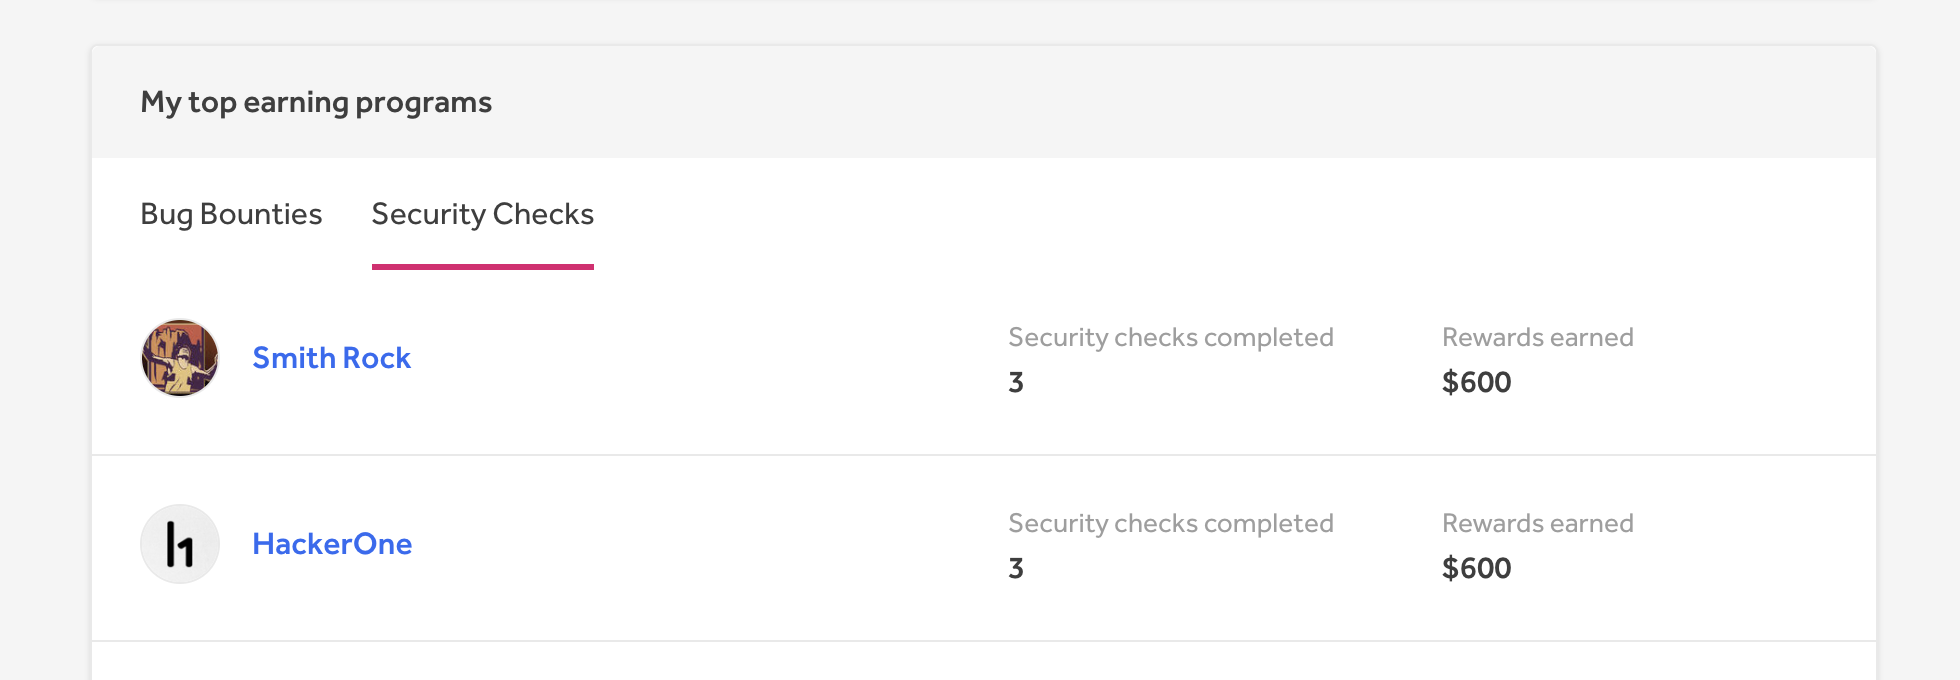 My top earning programs
Bug Bounties Security Checks
Smith Rock
Security checks completed
3
Rewards earned
$600
h1
HackerOne
Security checks completed
3
Rewards earned
$600